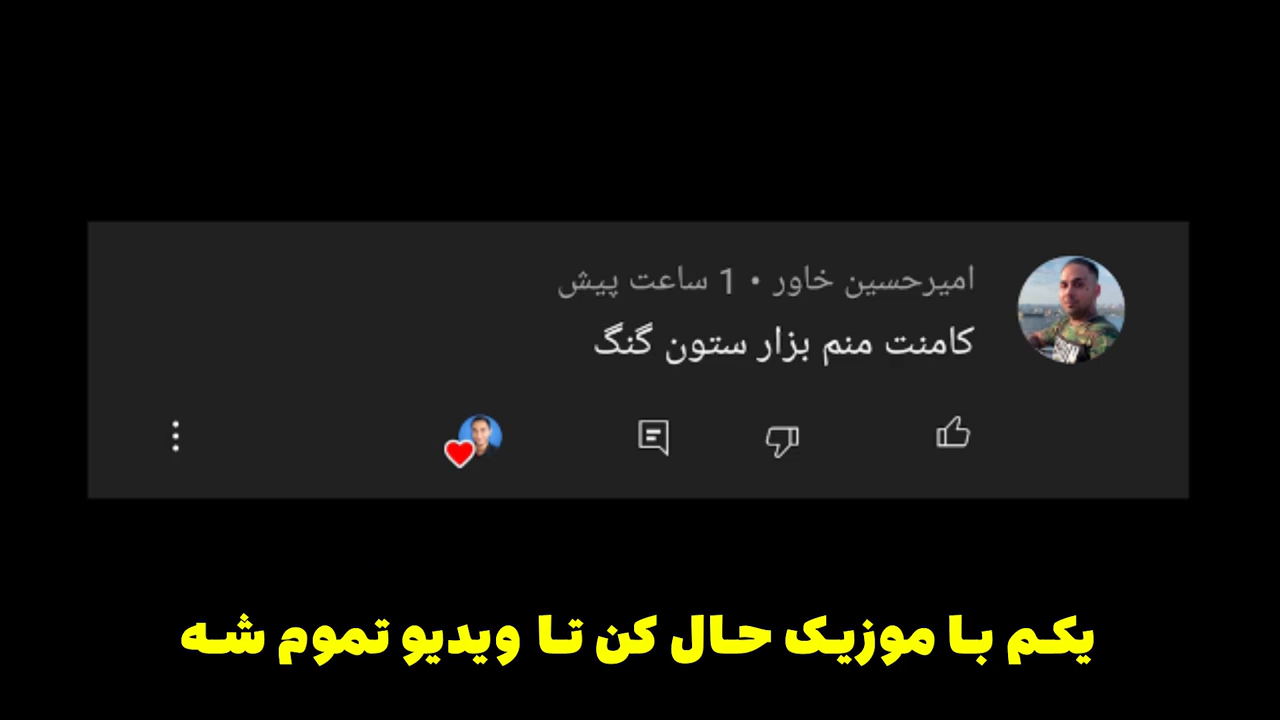 امیرحسین خاور • 1 ساعت پیش
کامنت منم بزار ستون گنگ
یکم با موزیک حال کن تا ویدیو تموم شه